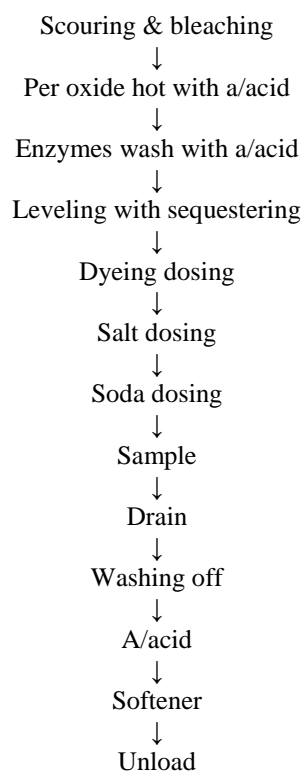 Scouring & bleaching
↓
Per oxide hot with a/acid
↓
Enzymes wash with a/acid
↓
Leveling with sequestering
↓
Dyeing dosing
↓
Salt dosing
↓
Soda dosing
↓
Sample
↓
Drain
↓
Washing off
↓
A/acid
↓
Softener
↓
Unload